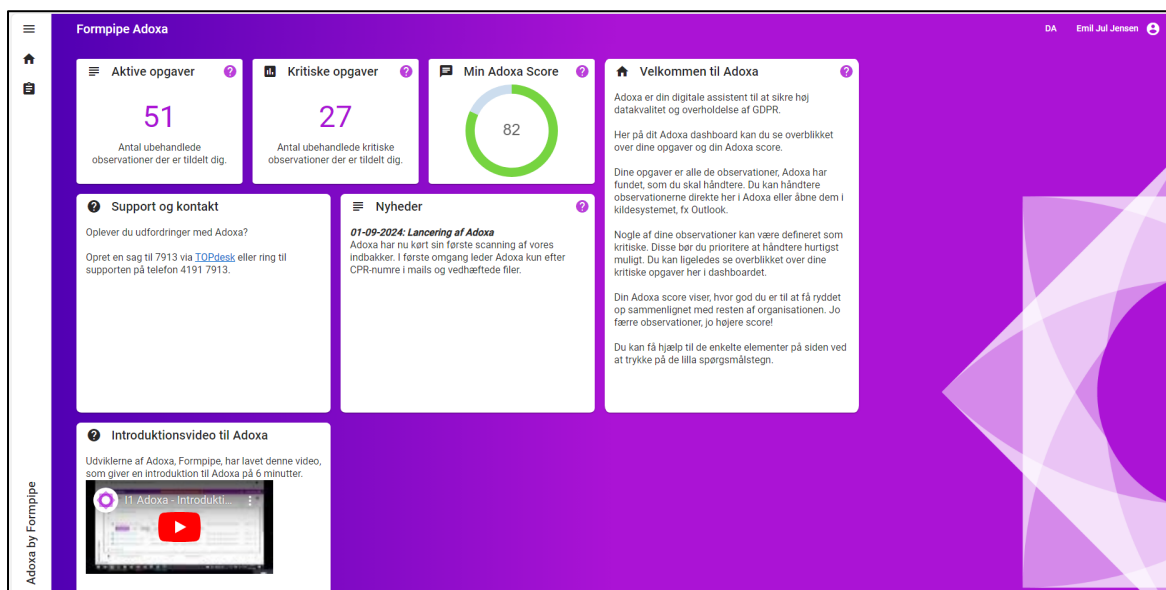 Formpipe Adoxa
DA
Emil Jul Jensen
Aktive opgaver
?
51
Antal ubehandlede
observationer der er tildelt dig.
Kritiske opgaver
?
27
Antal ubehandlede kritiske
observationer der er tildelt dig.
Min Adoxa Score
?
82
Velkommen til Adoxa
?
Adoxa er din digitale assistent til at sikre høj
datakvalitet og overholdelse af GDPR.
Her på dit Adoxa dashboard kan du se overblikket
over dine opgaver og din Adoxa score.
Dine opgaver er alle de observationer, Adoxa har
fundet, som du skal håndtere. Du kan håndtere
observationerne direkte her i Adoxa eller åbne dem i
kildesystemet, fx Outlook.
Nogle af dine observationer kan være defineret som
kritiske. Disse bør du prioritere at håndtere hurtigst
muligt. Du kan ligeledes se overblikket over dine
kritiske opgaver her i dashboardet.
Din Adoxa score viser, hvor god du er til at få ryddet
op sammenlignet med resten af organisationen. Jo
færre observationer, jo højere score!
Du kan få hjælp til de enkelte elementer på siden ved
at trykke på de lilla spørgsmålstegn.
? Support og kontakt
Oplever du udfordringer med Adoxa?
Opret en sag til 7913 via TOPdesk eller ring til
supporten på telefon 4191 7913.
Nyheder
?
01-09-2024: Lancering af Adoxa
Adoxa har nu kørt sin første scanning af vores
indbakker. I første omgang leder Adoxa kun efter
CPR-numre i mails og vedhæftede filer.
? Introduktionsvideo til Adoxa
Udviklerne af Adoxa, Formpipe, har lavet denne video,
som giver en introduktion til Adoxa på 6 minutter.
I1 Adoxa - Introdukti...
Adoxa by Formpipe